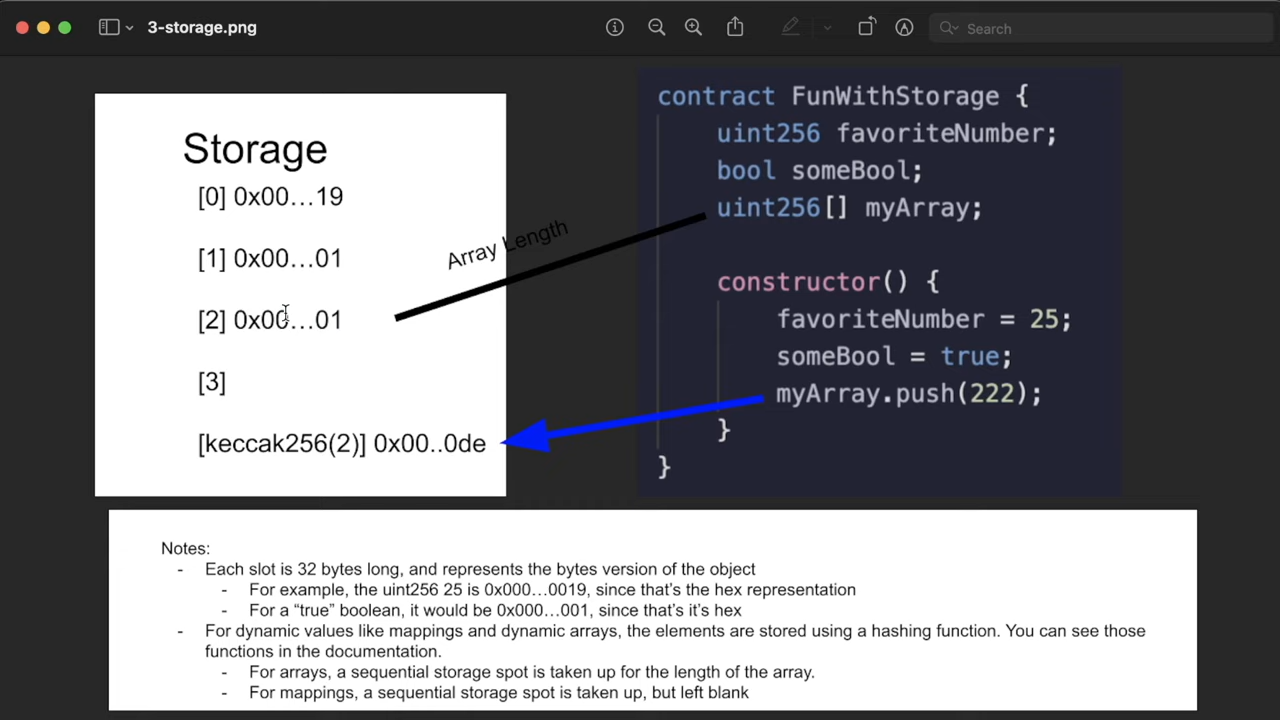 3-storage.png
Search
Storage
[0] 0x00…19
[1] 0x00…01
[2] 0x00…01
[3]
[keccak256(2)] 0x00..0de
Array Length
contract FunWithStorage {
uint256 favoriteNumber;
bool someBool;
uint256[] myArray;
constructor() {
favoriteNumber = 25;
someBool = true;
myArray.push(222);
}
}
Notes:
- Each slot is 32 bytes long, and represents the bytes version of the object
- For example, the uint256 25 is 0x000…0019, since that's the hex representation
- For a “true” boolean, it would be 0x000…001, since that's it's hex
- For dynamic values like mappings and dynamic arrays, the elements are stored using a hashing function. You can see those
functions in the documentation.
- For arrays, a sequential storage spot is taken up for the length of the array.
- For mappings, a sequential storage spot is taken up, but left blank